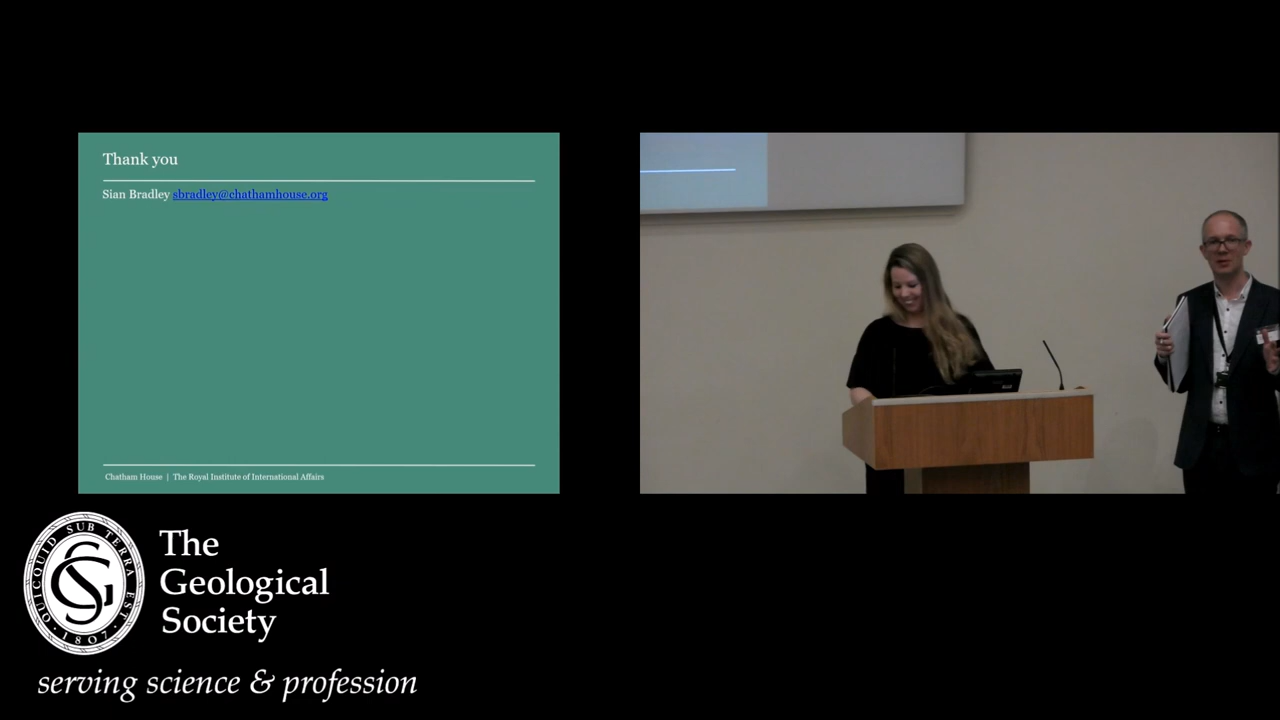 Thank you
Sian Bradley sbradley@chathamhouse.org
Chatham House | The Royal Institute of International Affairs
QUICQUID SUB TERRA EST
· 1807 ·
The
Geological
Society
serving science & profession